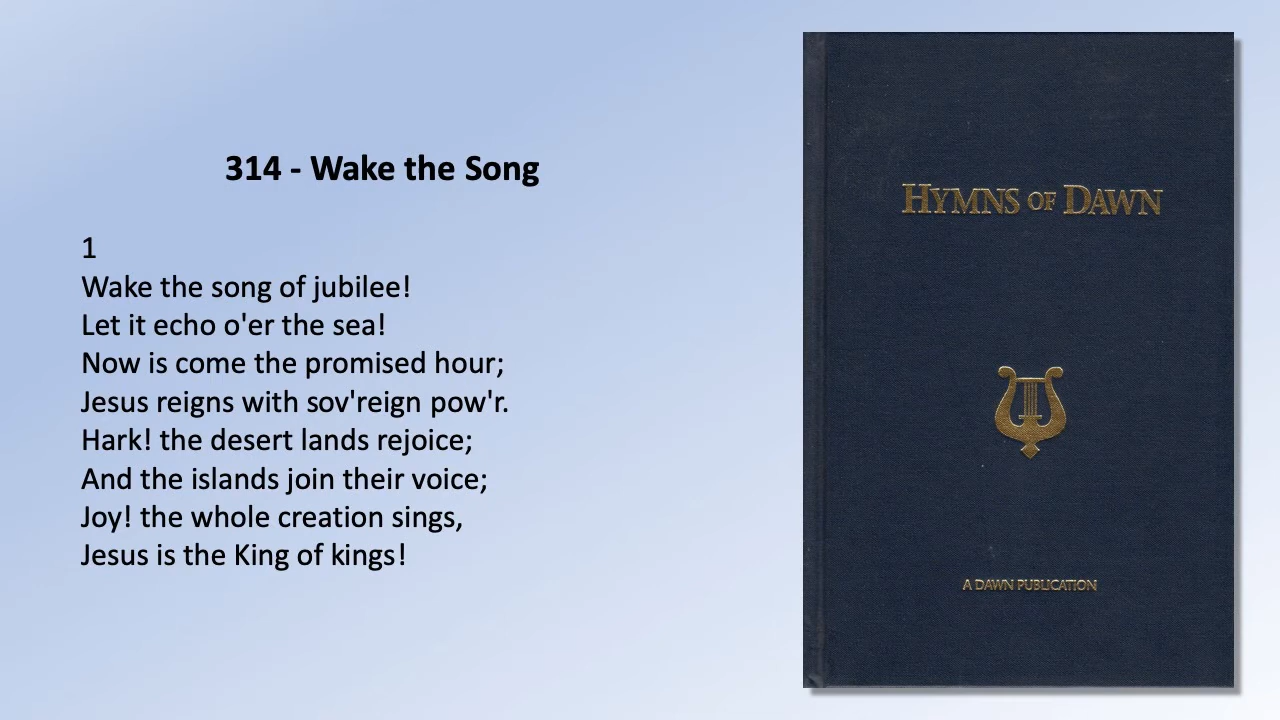 314 - Wake the Song
1
Wake the song of jubilee!
Let it echo o'er the sea!
Now is come the promised hour;
Jesus reigns with sov'reign pow'r.
Hark! the desert lands rejoice;
And the islands join their voice;
Joy! the whole creation sings,
Jesus is the King of kings!
HYMNS OF DAWN
A DAWN PUBLICATION